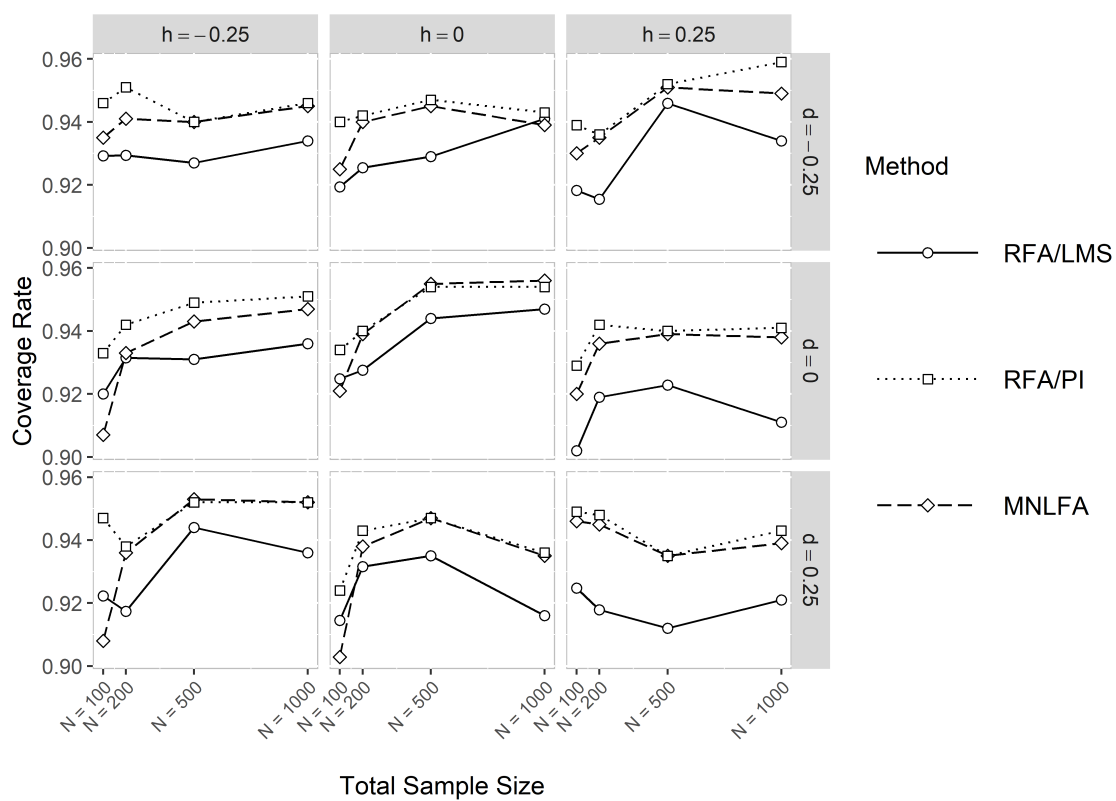 h = − 0.25
h = 0
h = 0.25
0.96
0.94
0.92
0.90
d = − 0.25
0.96
0.94
0.92
0.90
d = 0
0.96
0.94
0.92
0.90
d = 0.25
Coverage Rate
N = 100
N = 200
N = 500
N = 1000
N = 100
N = 200
N = 500
N = 1000
N = 100
N = 200
N = 500
N = 1000
Total Sample Size
Method
RFA/LMS
RFA/PI
MNLFA